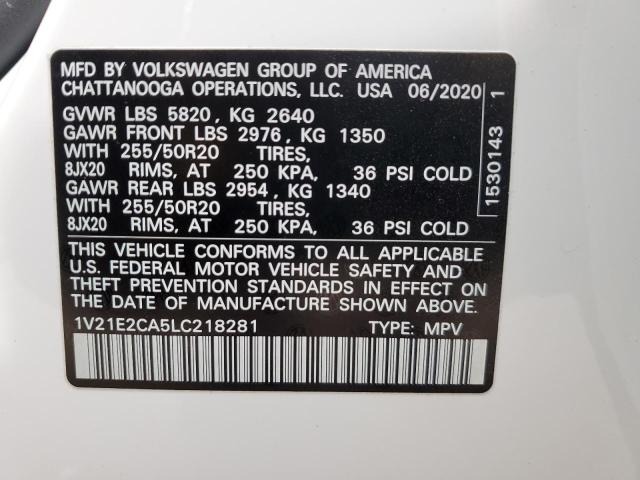 MFD BY VOLKSWAGEN GROUP OF AMERICA
CHATTANOOGA OPERATIONS, LLC. USA 06/2020
GVWR LBS 5820, KG 2640
GAWR FRONT LBS 2976, KG 1350
WITH 255/50R20 TIRES,
8JX20 RIMS, AT 250 KPA, 36 PSI COLD
GAWR REAR LBS 2954, KG 1340
WITH 255/50R20 TIRES,
8JX20 RIMS, AT 250 KPA, 36 PSI COLD
THIS VEHICLE CONFORMS TO ALL APPLICABLE
U.S. FEDERAL MOTOR VEHICLE SAFETY AND
THEFT PREVENTION STANDARDS IN EFFECT ON
THE DATE OF MANUFACTURE SHOWN ABOVE.
1V21E2CA5LC218281 TYPE: MPV
1530143 1